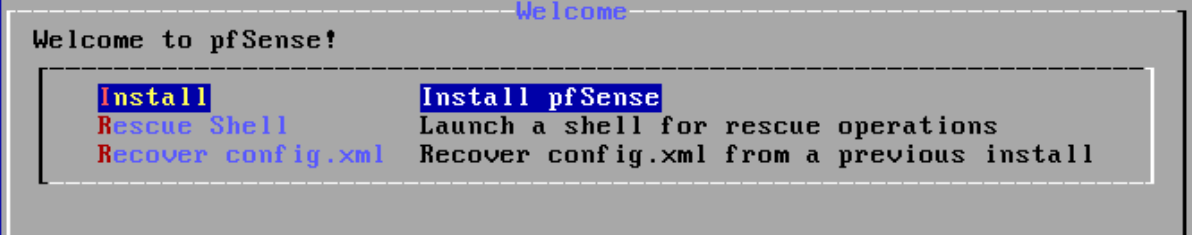 Welcome
Welcome to pfSense!
Install Install pfSense
Rescue Shell Launch a shell for rescue operations
Recover config.xml Recover config.xml from a previous install